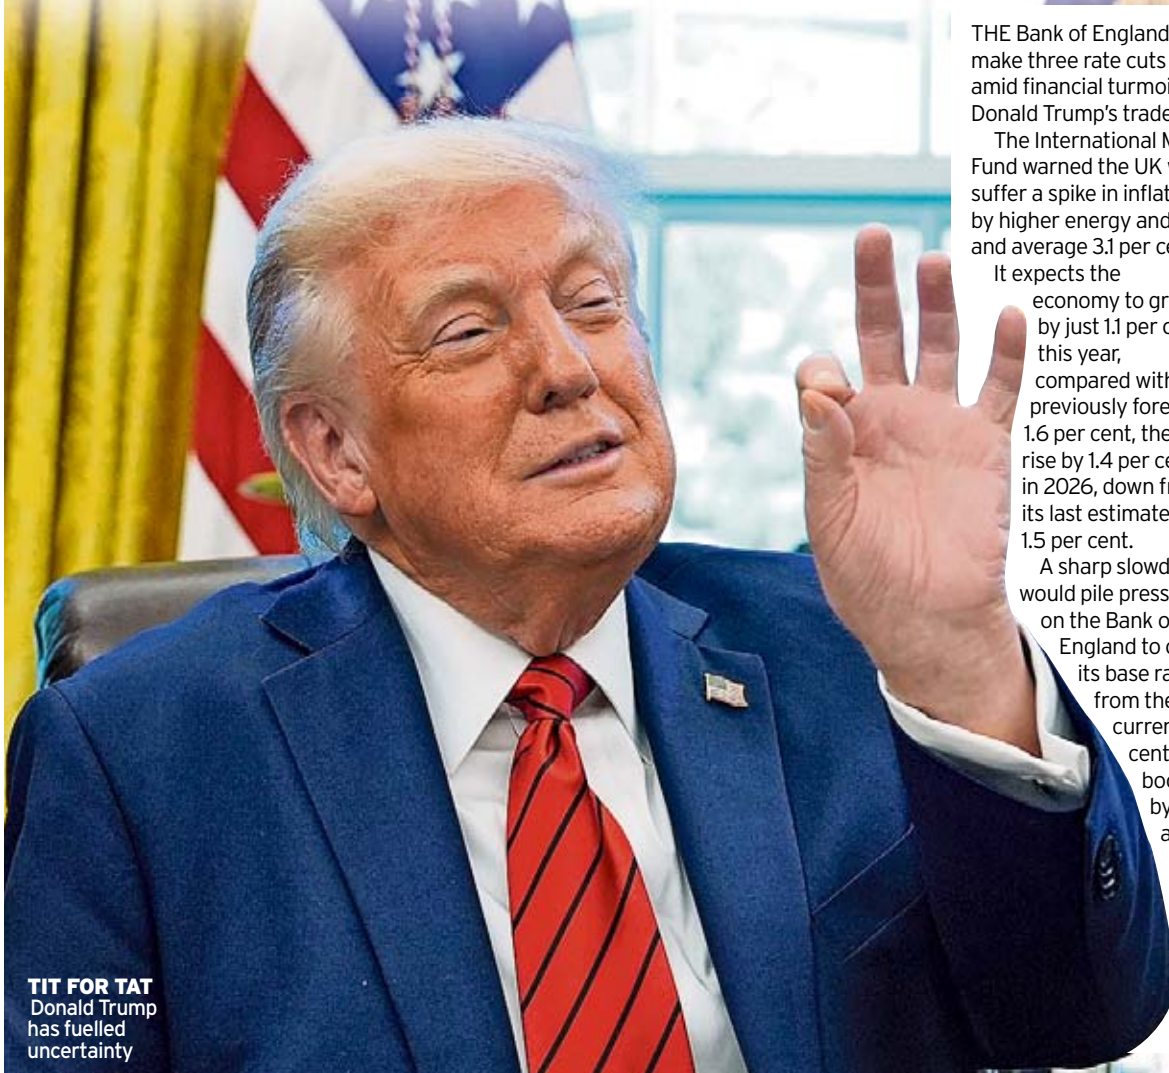 THE Bank of England
make three rate cuts
amid financial turmoi
Donald Trump's trade
The International M
Fund warned the UK
suffer a spike in inflat
by higher energy and
and average 3.1 per ce
It expects the
economy to gr
by just 1.1 per c
this year,
compared with
previously fore
1.6 per cent, the
rise by 1.4 per ce
in 2026, down fr
its last estimate
1.5 per cent.
A sharp slowd
would pile press
on the Bank o
England to c
its base ra
from the
curren
cent
boo
by
a
TIT FOR TAT
Donald Trump
has fuelled
uncertainty